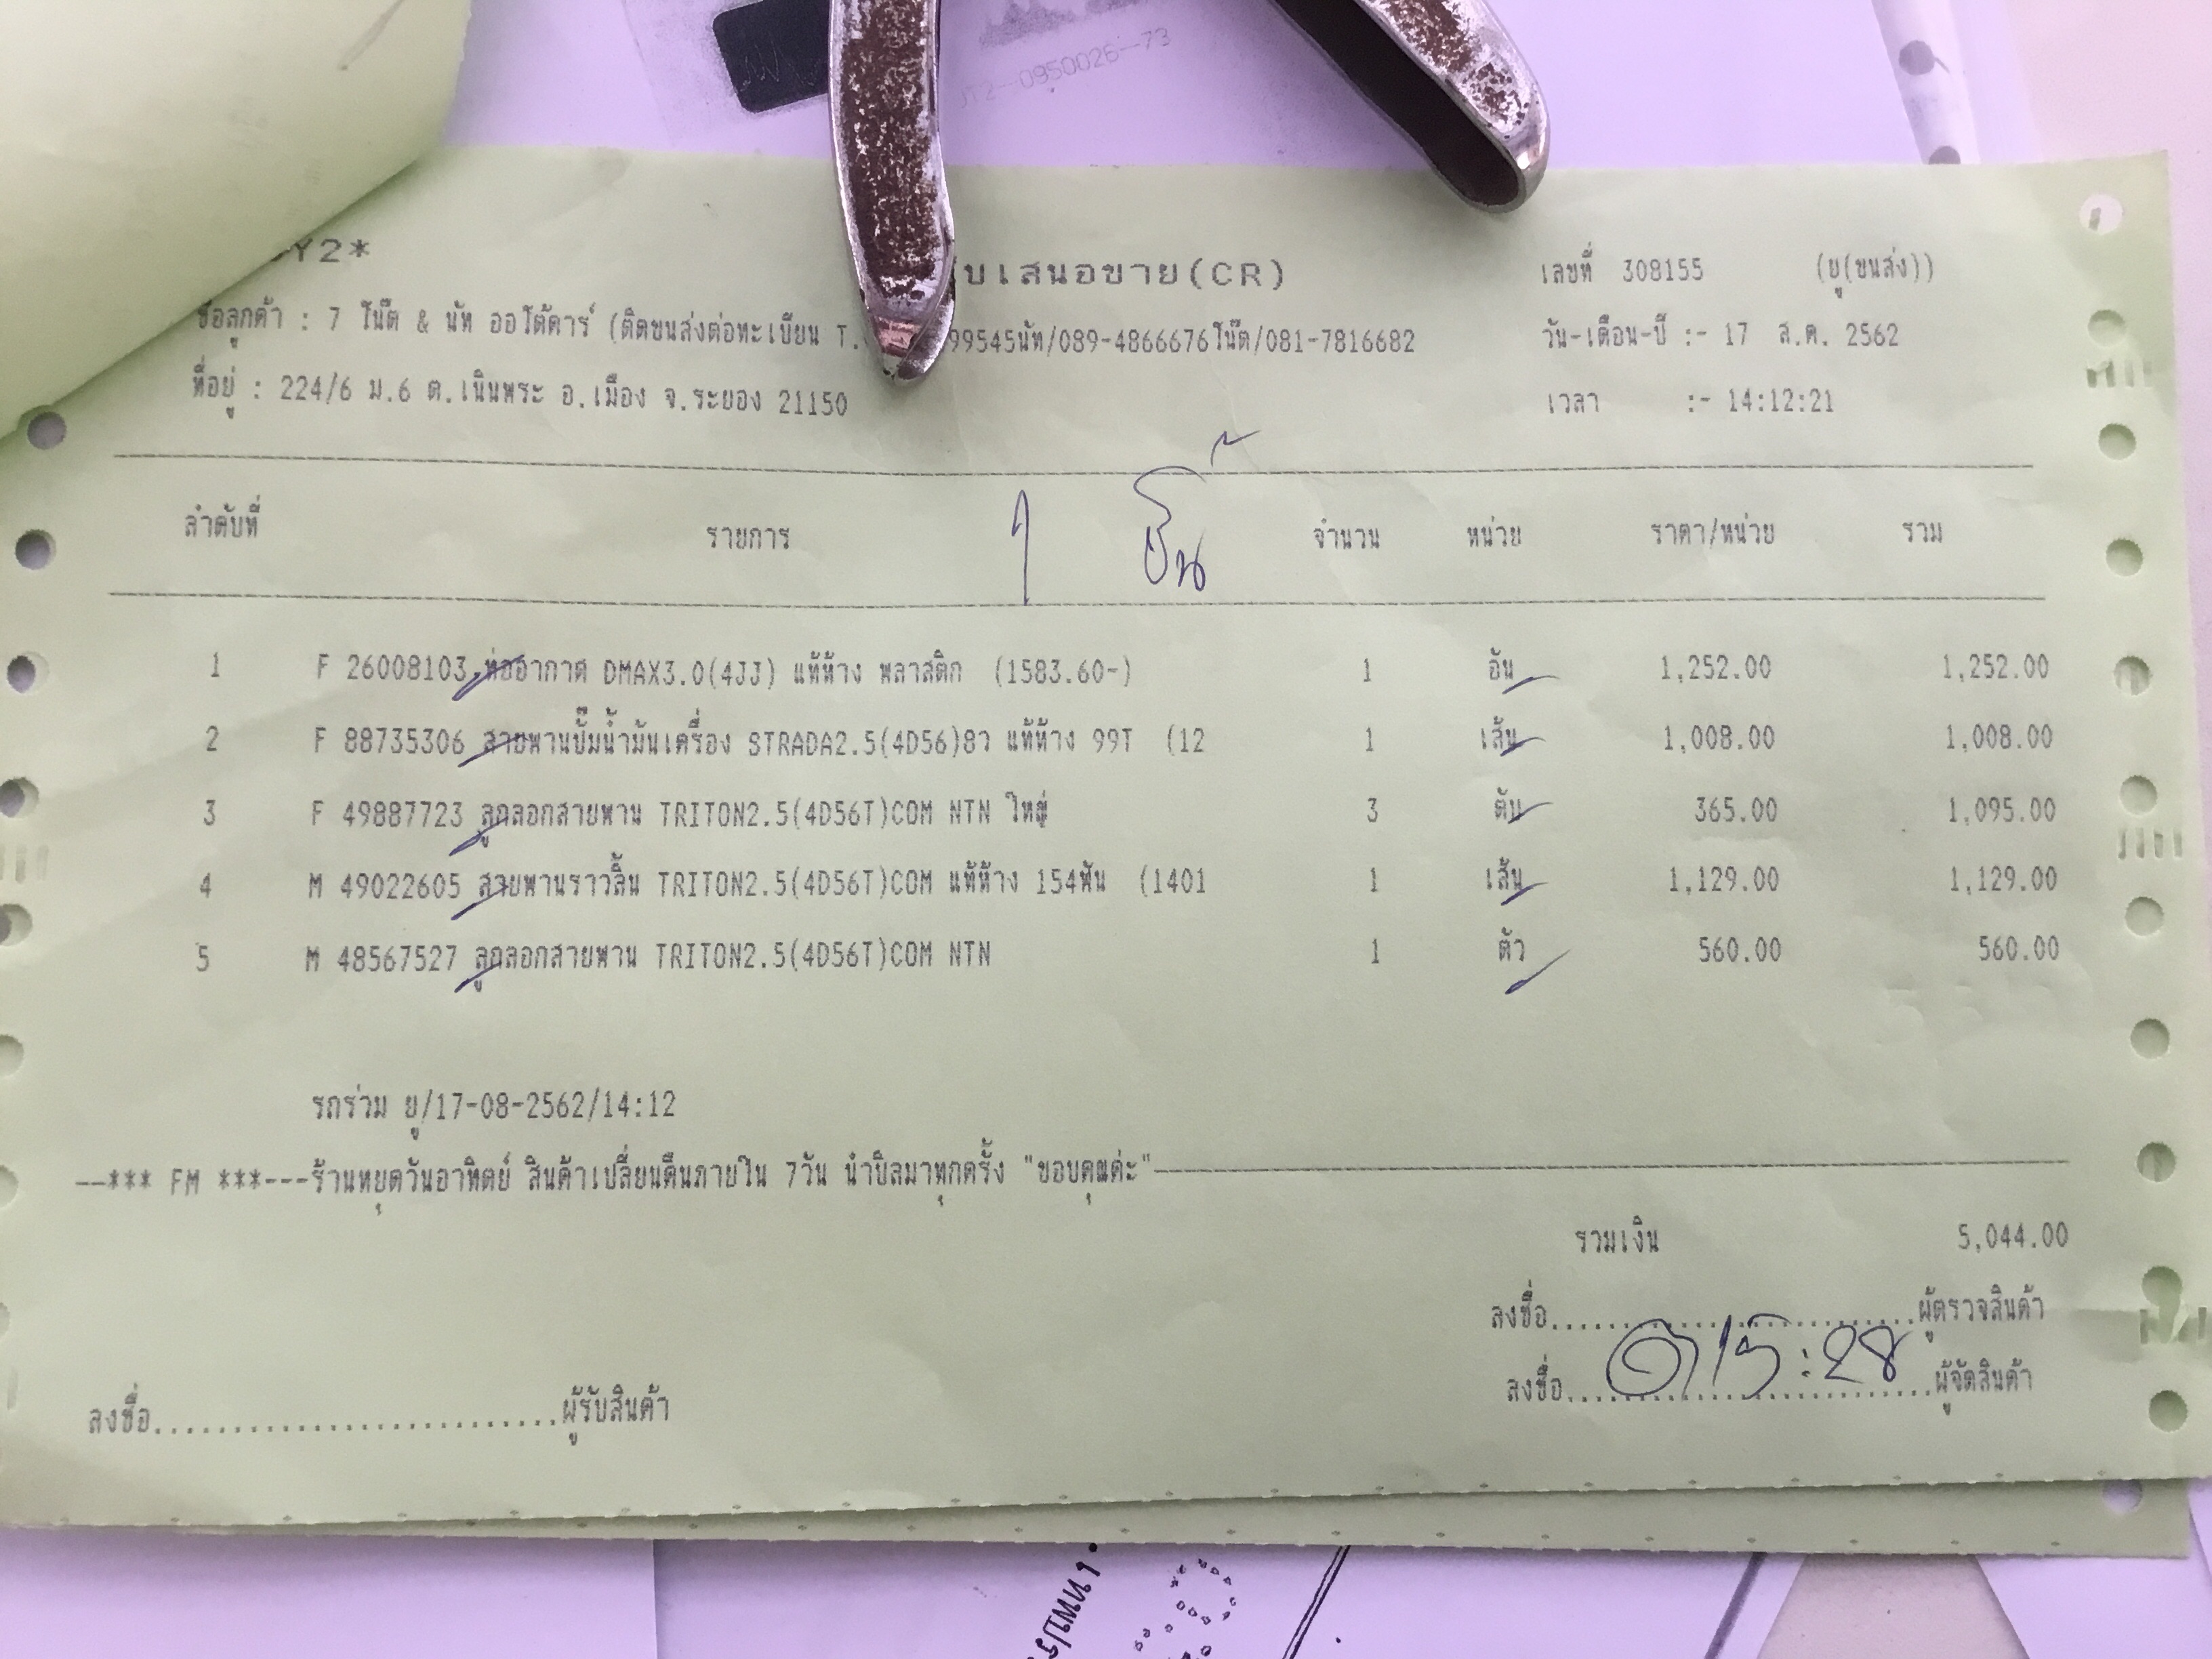 Y2*
บเสนอขาย(CR)
เลขที่ 308155 (ยู(ขนส่ง))
ชื่อลูกค้า : 7 โน๊ต & นัท ออโต้คาร์ (ติดขนส่งต่อทะเบียน T. 99545นัท/089-4866676โน๊ต/081-7816682
วัน-เดือน-ปี :- 17 ส.ค. 2562
ที่อยู่ : 224/6 ม.6 ต.เนินพระ อ.เมือง จ.ระยอง 21150
เวลา :- 14:12:21
1 ชิ้น
ลำดับที่ รายการ จำนวน หน่วย ราคา/หน่วย รวม
1 F 26008103 ท่ออากาศ DMAX3.0(4JJ) แท้ห้าง พลาสติก (1583.60-) 1 อัน 1,252.00 1,252.00
2 F 88735306 สายพานปั๊มน้ำมันเครื่อง STRADA2.5(4D56)8ว แท้ห้าง 99T (12 1 เส้น 1,008.00 1,008.00
3 F 49887723 ลูกลอกสายพาน TRITON2.5(4D56T)COM NTN ใหญ่ 3 ตับ 365.00 1,095.00
4 M 49022605 สายพานราวลิ้น TRITON2.5(4D56T)COM แท้ห้าง 154ฟัน (1401 1 เส้น 1,129.00 1,129.00
5 M 48567527 ลูกลอกสายพาน TRITON2.5(4D56T)COM NTN 1 ตัว 560.00 560.00
รถร่วม ยู/17-08-2562/14:12
--*** FM ***---ร้านหยุดวันอาทิตย์ สินค้าเปลี่ยนคืนภายใน 7วัน นำบิลมาทุกครั้ง "ขอบคุณค่ะ"
รวมเงิน 5,044.00
ลงชื่อ..........................ผู้ตรวจสินค้า
15:28
ลงชื่อ..........................ผู้จัดสินค้า
ลงชื่อ..........................ผู้รับสินค้า